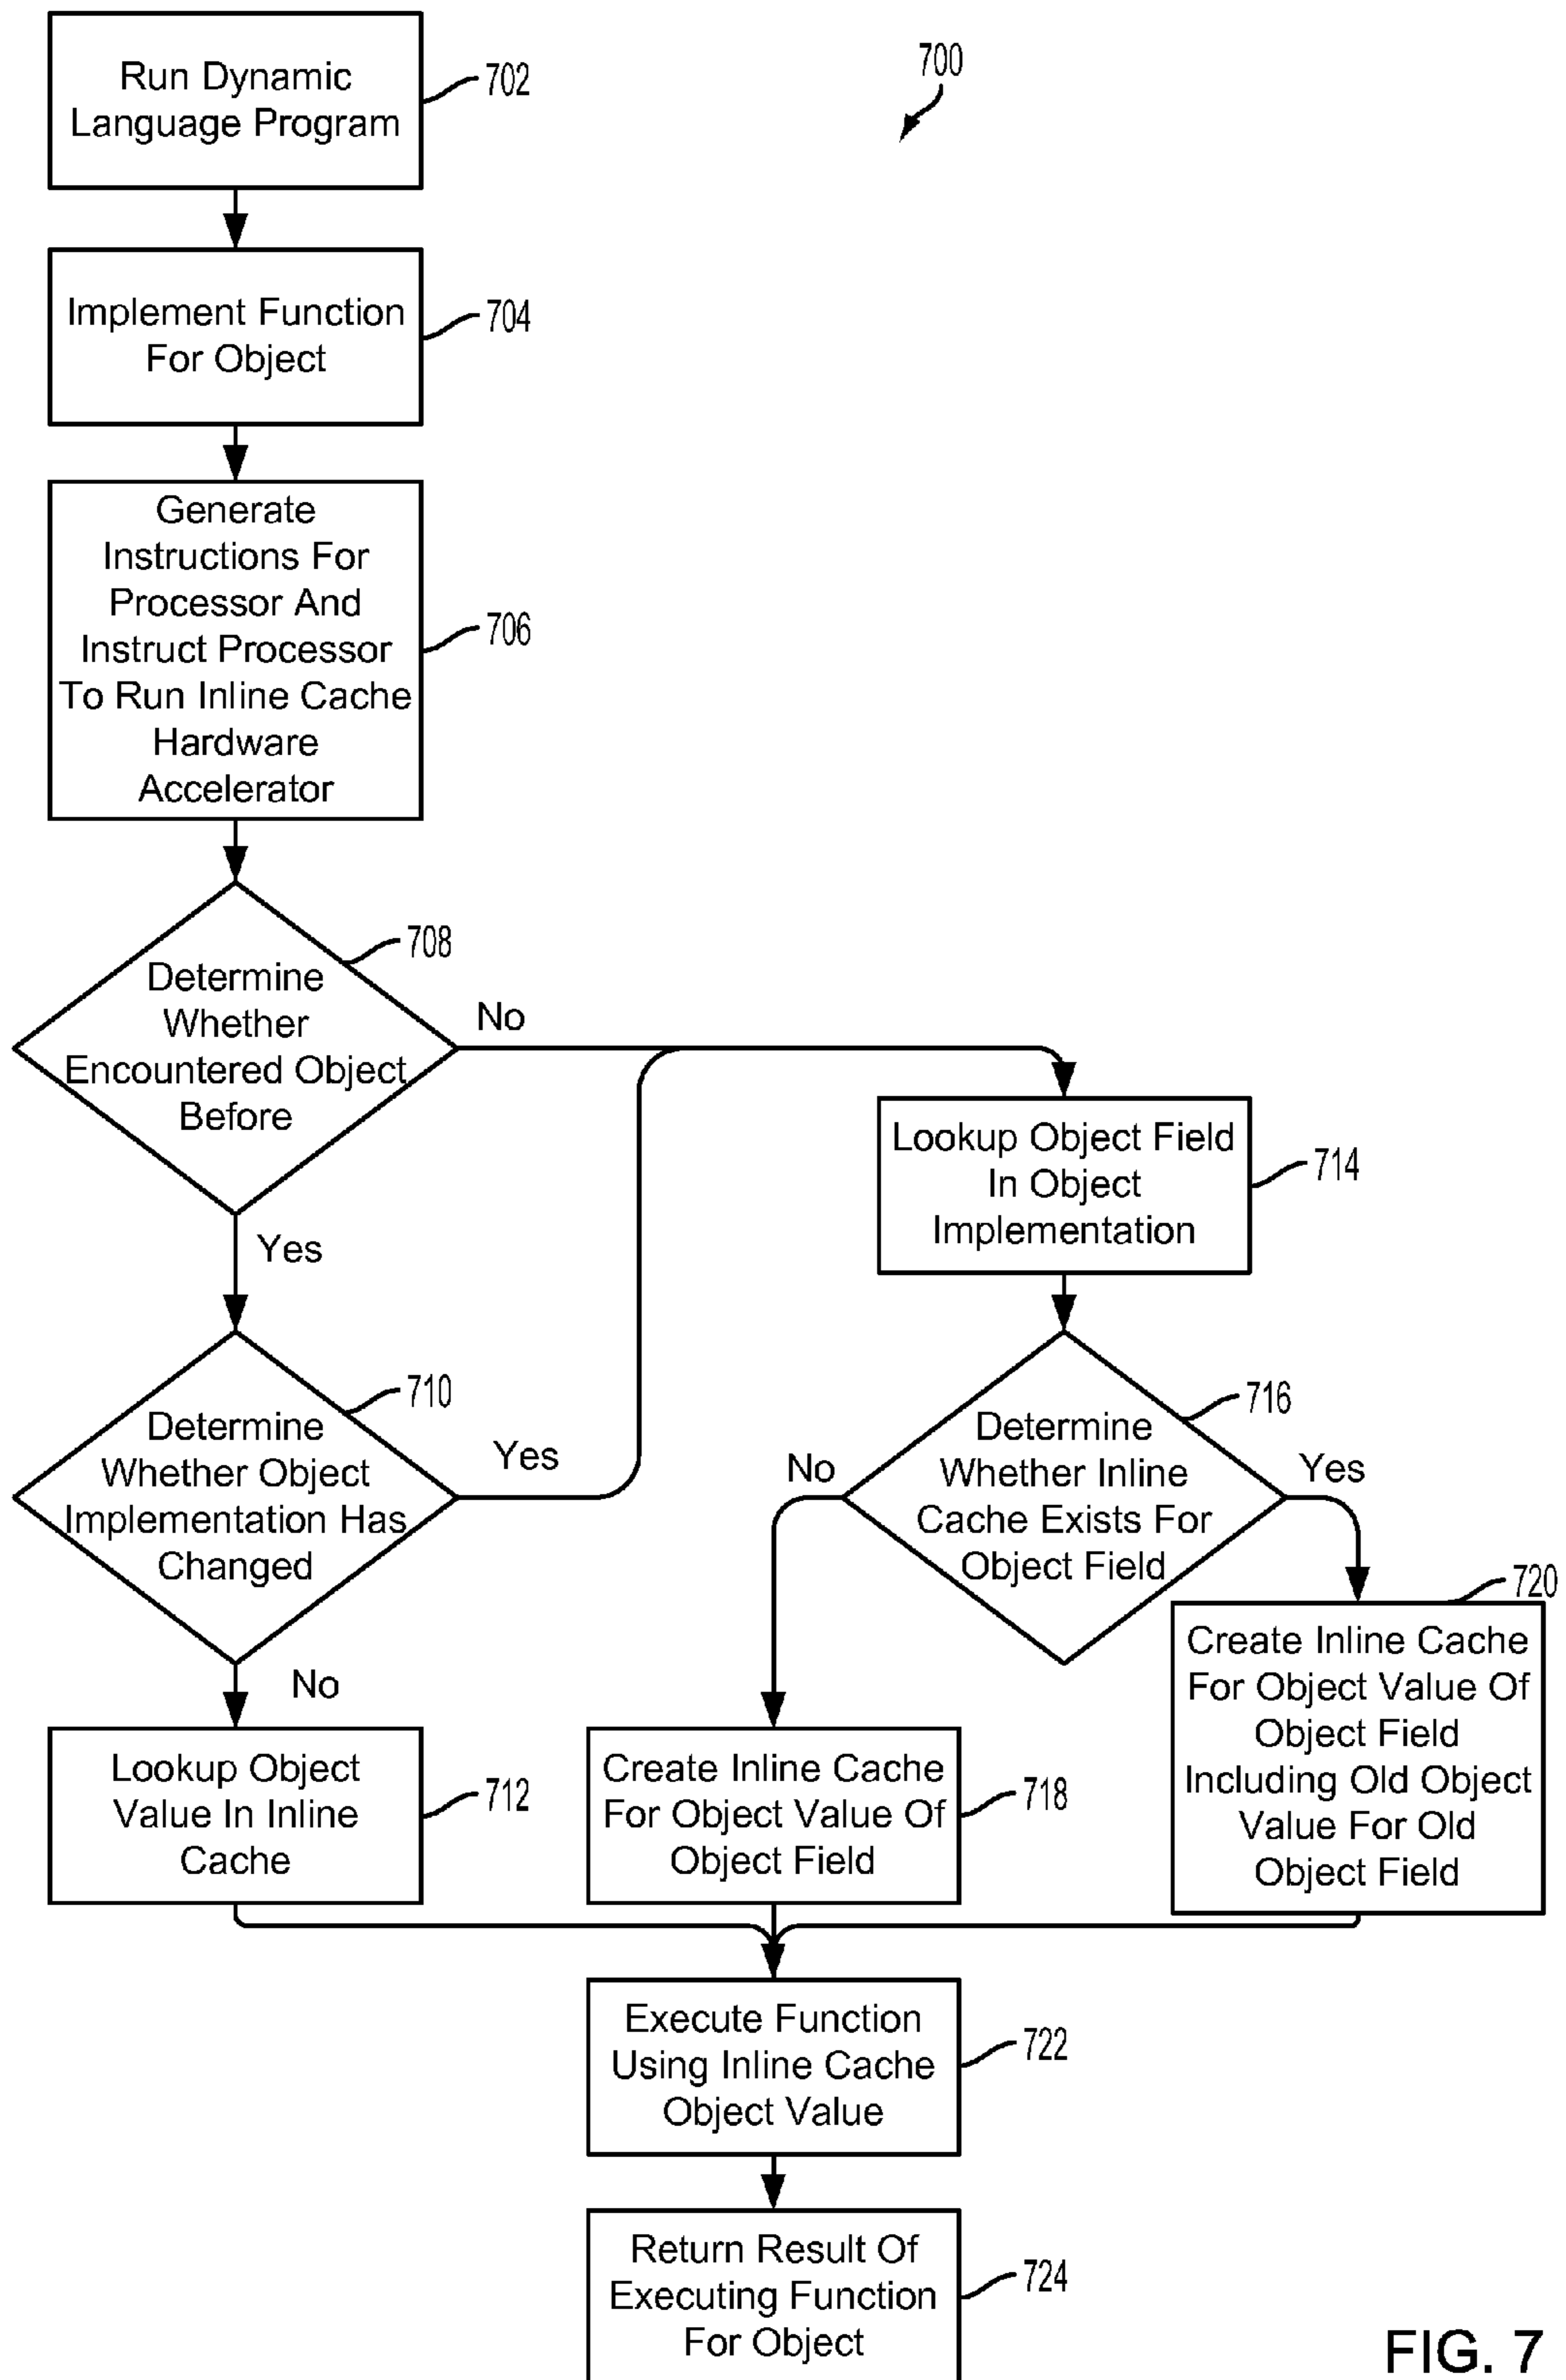 Run Dynamic
Language Program
702
700
Implement Function
For Object
704
Generate
Instructions For
Processor And
Instruct Processor
To Run Inline Cache
Hardware
Accelerator
706
Determine
Whether
Encountered Object
Before
708
No
Yes
Lookup Object Field
In Object
Implementation
714
Determine
Whether Object
Implementation Has
Changed
710
Yes
No
Determine
Whether Inline
Cache Exists For
Object Field
716
No
Yes
Lookup Object
Value In Inline
Cache
712
Create Inline Cache
For Object Value Of
Object Field
718
Create Inline Cache
For Object Value Of
Object Field
Including Old Object
Value For Old
Object Field
720
Execute Function
Using Inline Cache
Object Value
722
Return Result Of
Executing Function
For Object
724
FIG. 7